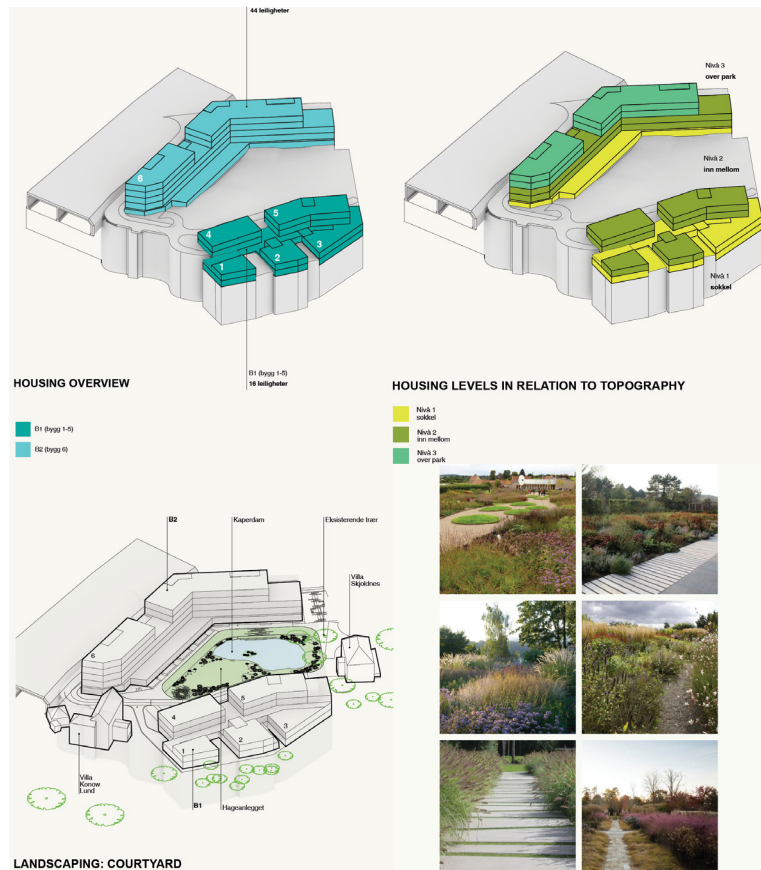 44 leiligheter
6
4
5
1
2
3
B1 (bygg 1-5)
16 leiligheter
HOUSING OVERVIEW
B1 (bygg 1-5)
B2 (bygg 6)
Nivå 3
over park
Nivå 2
inn mellom
Nivå 1
sokkel
HOUSING LEVELS IN RELATION TO TOPOGRAPHY
Nivå 1
sokkel
Nivå 2
inn mellom
Nivå 3
over park
B2
Kaperdam
Eksisterende trær
Villa
Skjoldnes
6
5
4
3
2
1
Villa
Konow
Lund
B1
Hageanlegget
LANDSCAPING: COURTYARD